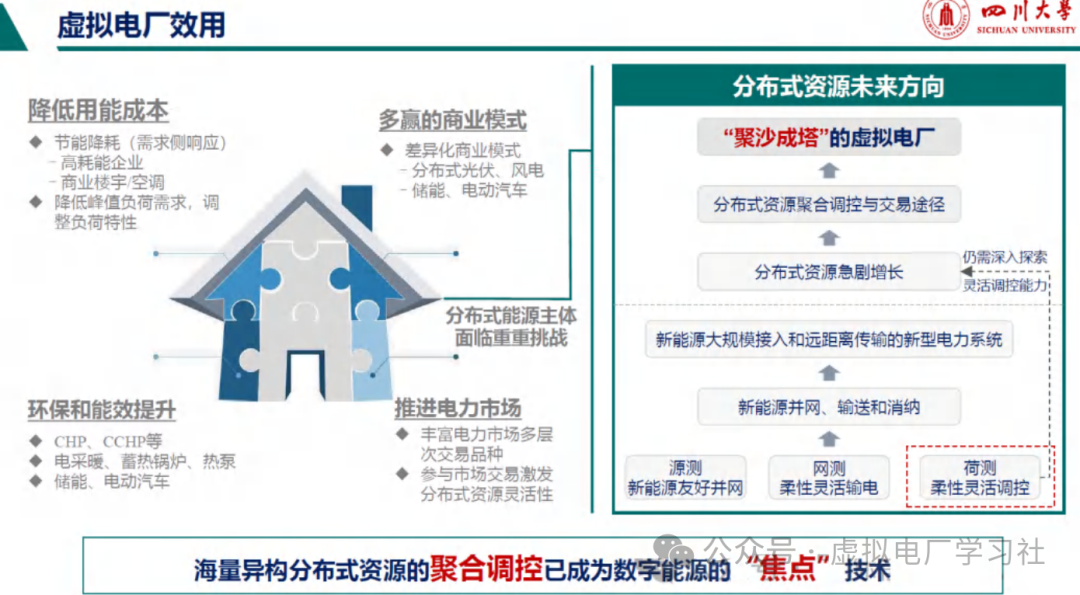 虚拟电厂效用
四川大学
SICHUAN UNIVERSITY
降低用能成本
◆ 节能降耗（需求侧响应）
- 高耗能企业
- 商业楼宇/空调
◆ 降低峰值负荷需求，调
整负荷特性
多赢的商业模式
◆ 差异化商业模式
- 分布式光伏、风电
- 储能、电动汽车
分布式能源主体
面临重重挑战
环保和能效提升
◆ CHP、CCHP等
◆ 电采暖、蓄热锅炉、热泵
◆ 储能、电动汽车
推进电力市场
◆ 丰富电力市场多层
次交易品种
◆ 参与市场交易激发
分布式资源灵活性
分布式资源未来方向
“聚沙成塔”的虚拟电厂
分布式资源聚合调控与交易途径
分布式资源急剧增长
仍需深入探索
灵活调控能力
新能源大规模接入和远距离传输的新型电力系统
新能源并网、输送和消纳
源测
新能源友好并网
网测
柔性灵活输电
荷测
柔性灵活调控
海量异构分布式资源的聚合调控已成为数字能源的“焦点”技术
公众号·虚拟电厂学习社